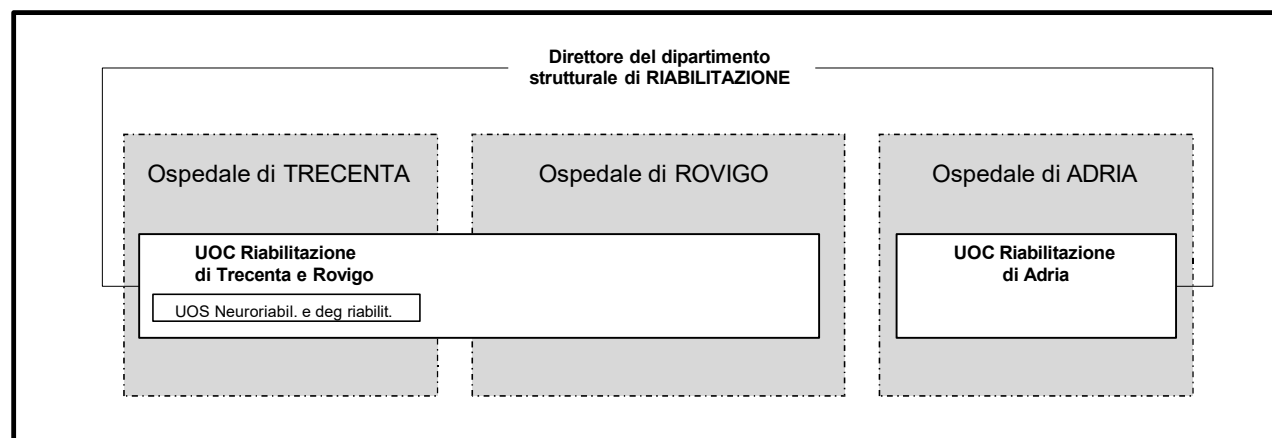 Direttore del dipartimento
strutturale di RIABILITAZIONE
Ospedale di TRECENTA
Ospedale di ROVIGO
Ospedale di ADRIA
UOC Riabilitazione
di Trecenta e Rovigo
UOS Neuroriabil. e deg riabilit.
UOC Riabilitazione
di Adria